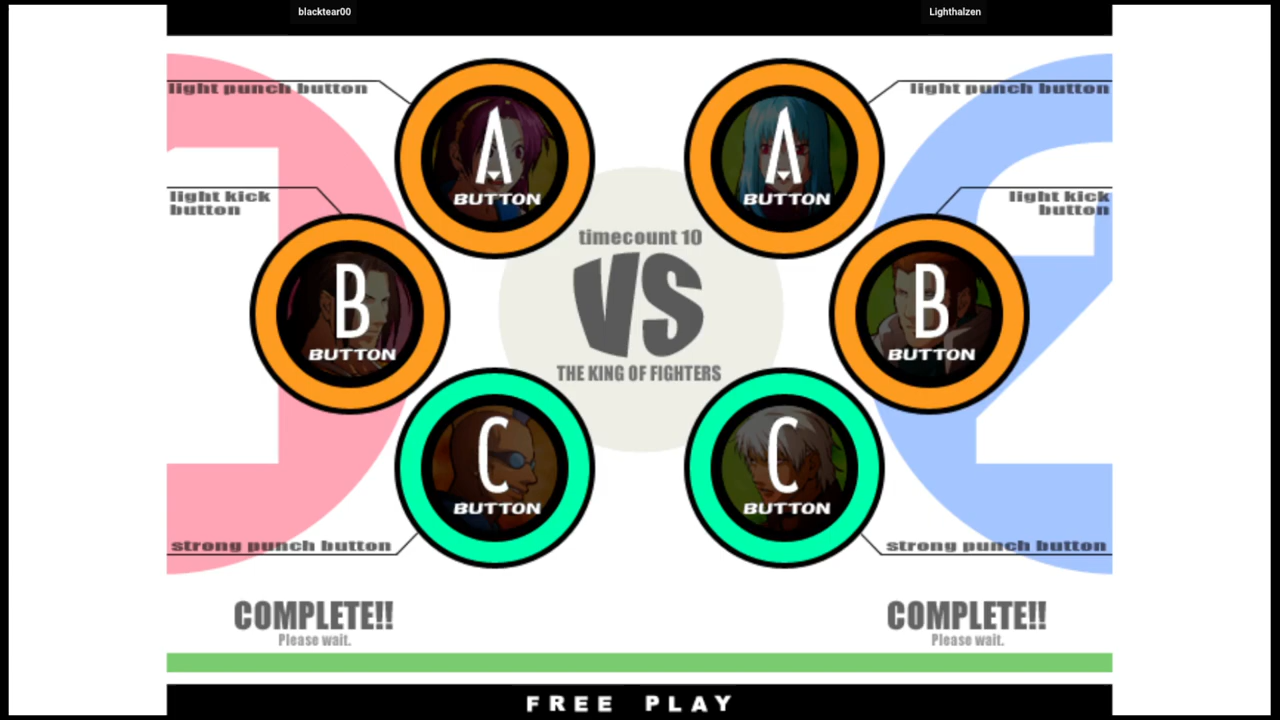 blacktear00
Lighthalzen
light punch button
light punch button
A
BUTTON
A
BUTTON
light kick
button
light kick
button
timecount 10
VS
THE KING OF FIGHTERS
B
BUTTON
B
BUTTON
C
BUTTON
C
BUTTON
strong punch button
strong punch button
COMPLETE!!
Please wait.
COMPLETE!!
Please wait.
FREE PLAY
1
2